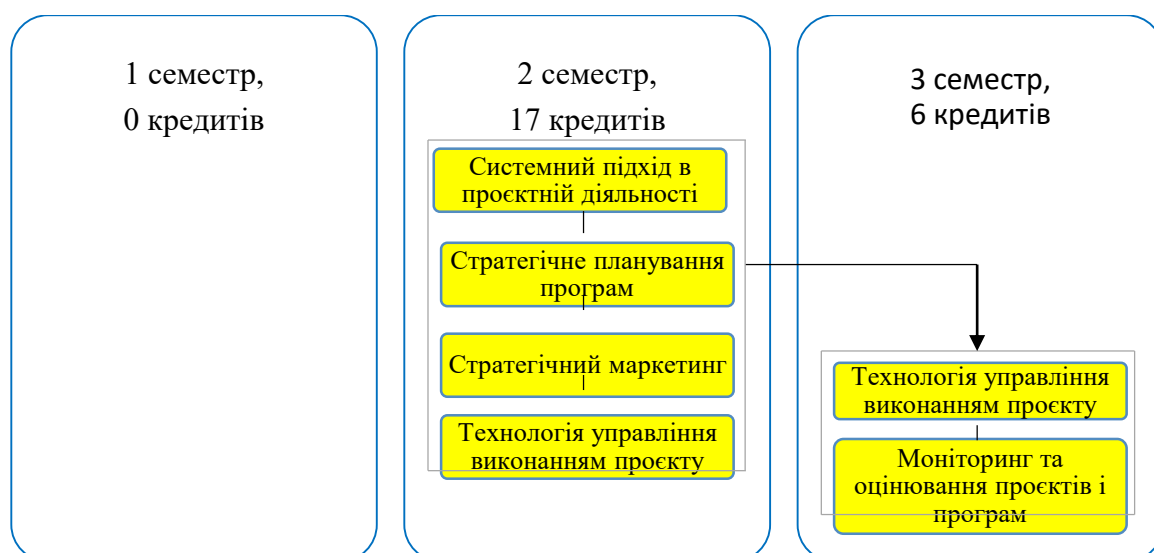 1 семестр,
0 кредитів
2 семестр,
17 кредитів
Системний підхід в
проєктній діяльності
Стратегічне планування
програм
Стратегічний маркетинг
Технологія управління
виконанням проєкту
3 семестр,
6 кредитів
Технологія управління
виконанням проєкту
Моніторинг та
оцінювання проєктів і
програм